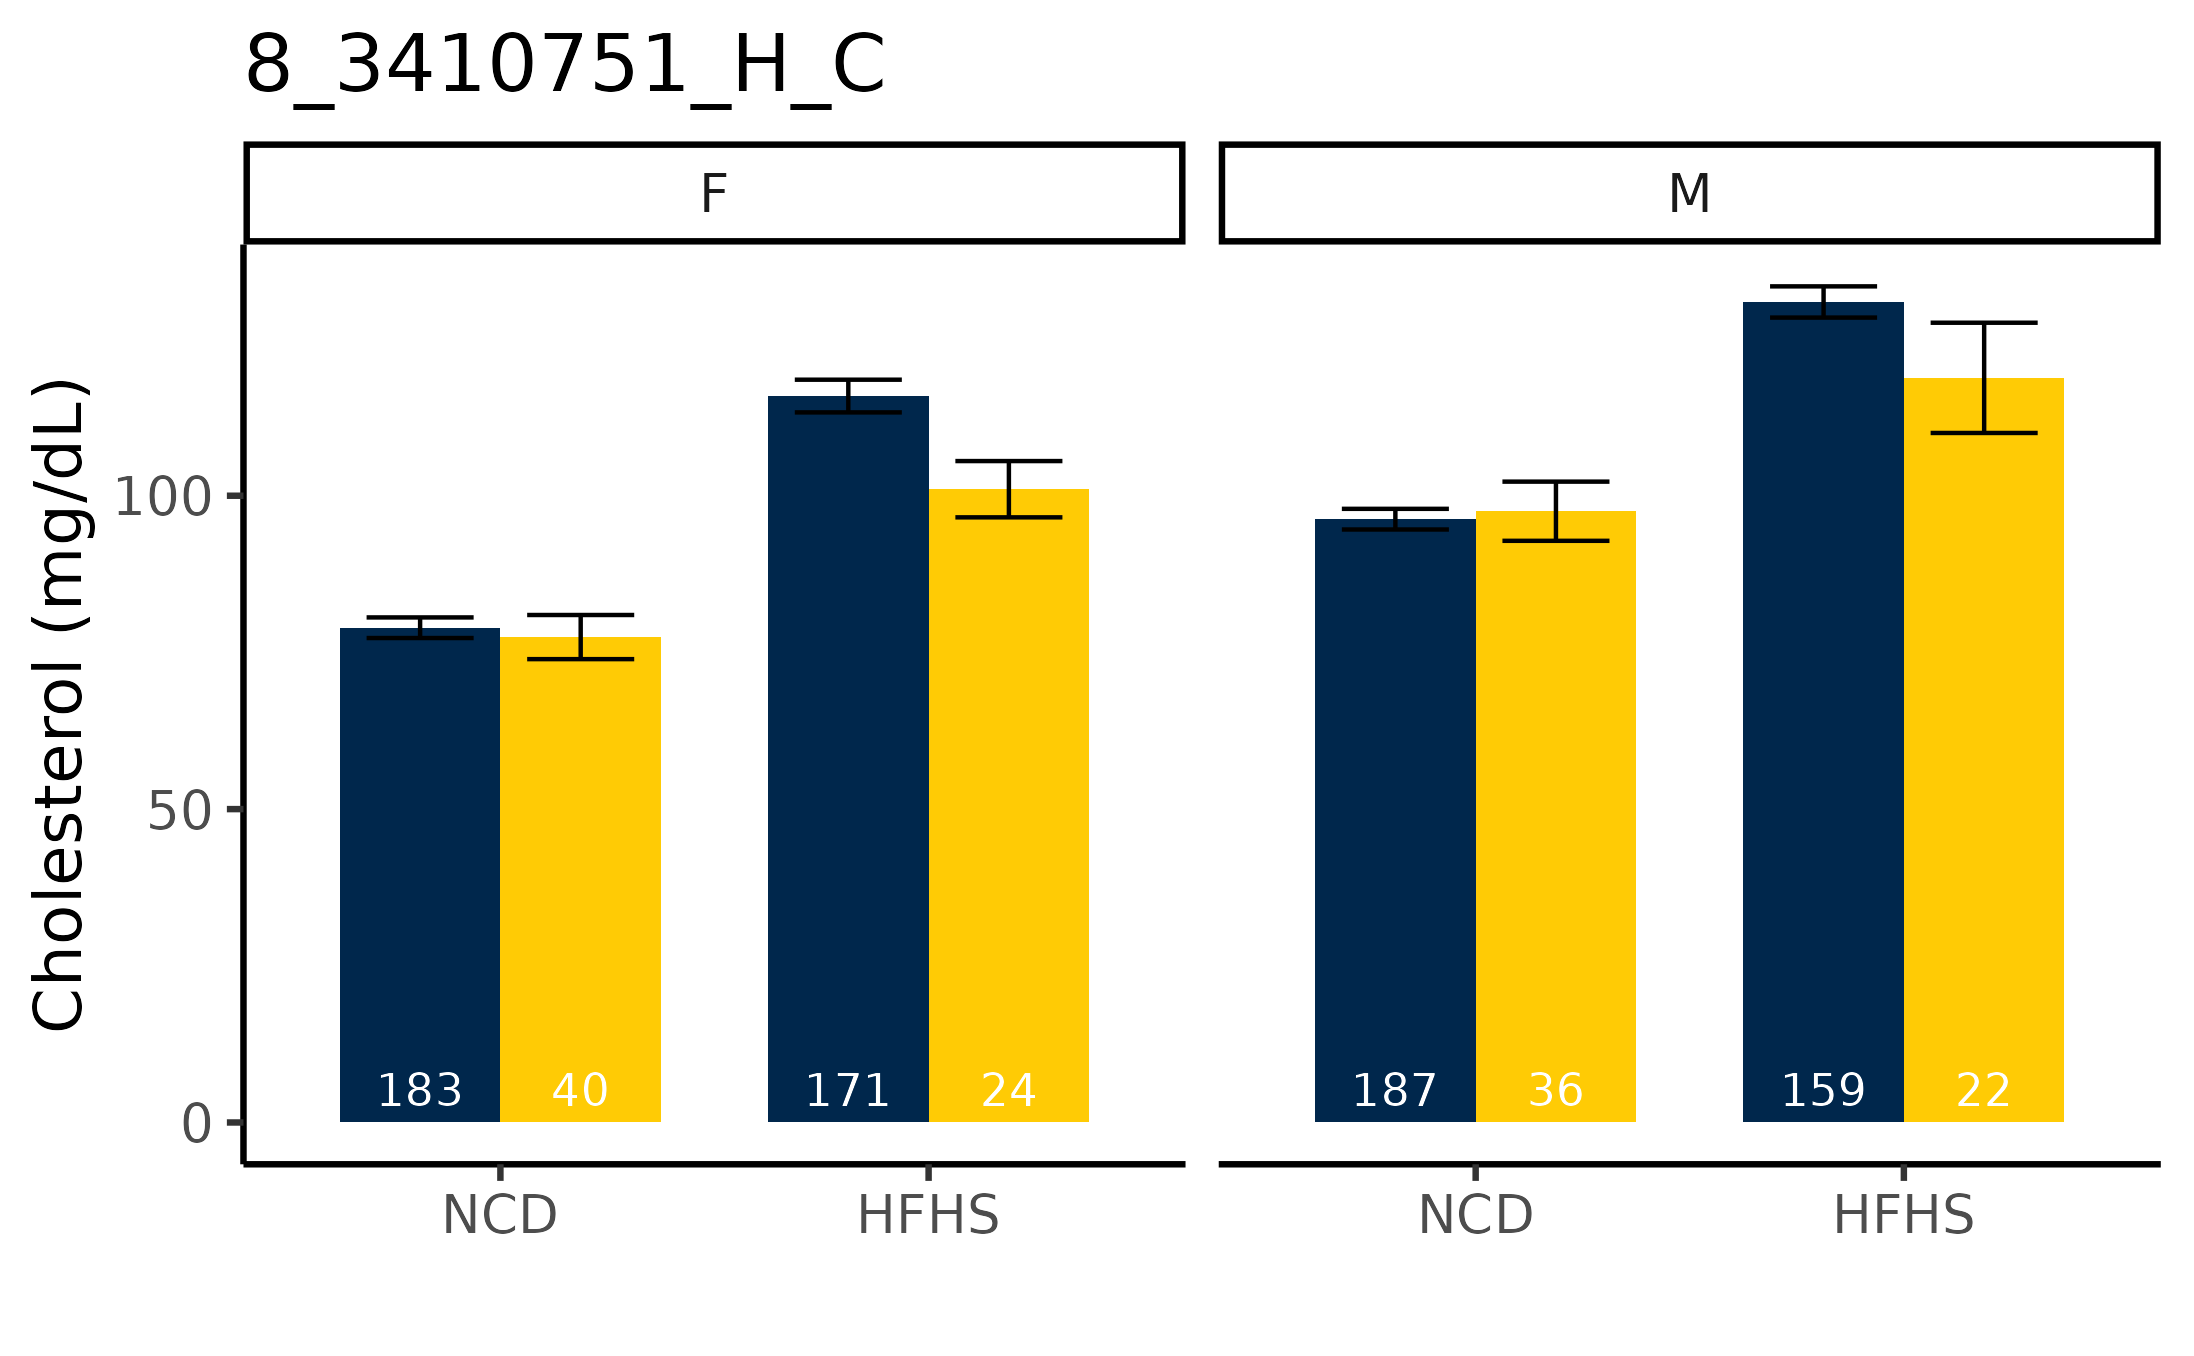 8_3410751_H_C
F
M
Cholesterol (mg/dL)
100
50
0
183
40
171
24
187
36
159
22
NCD
HFHS
NCD
HFHS